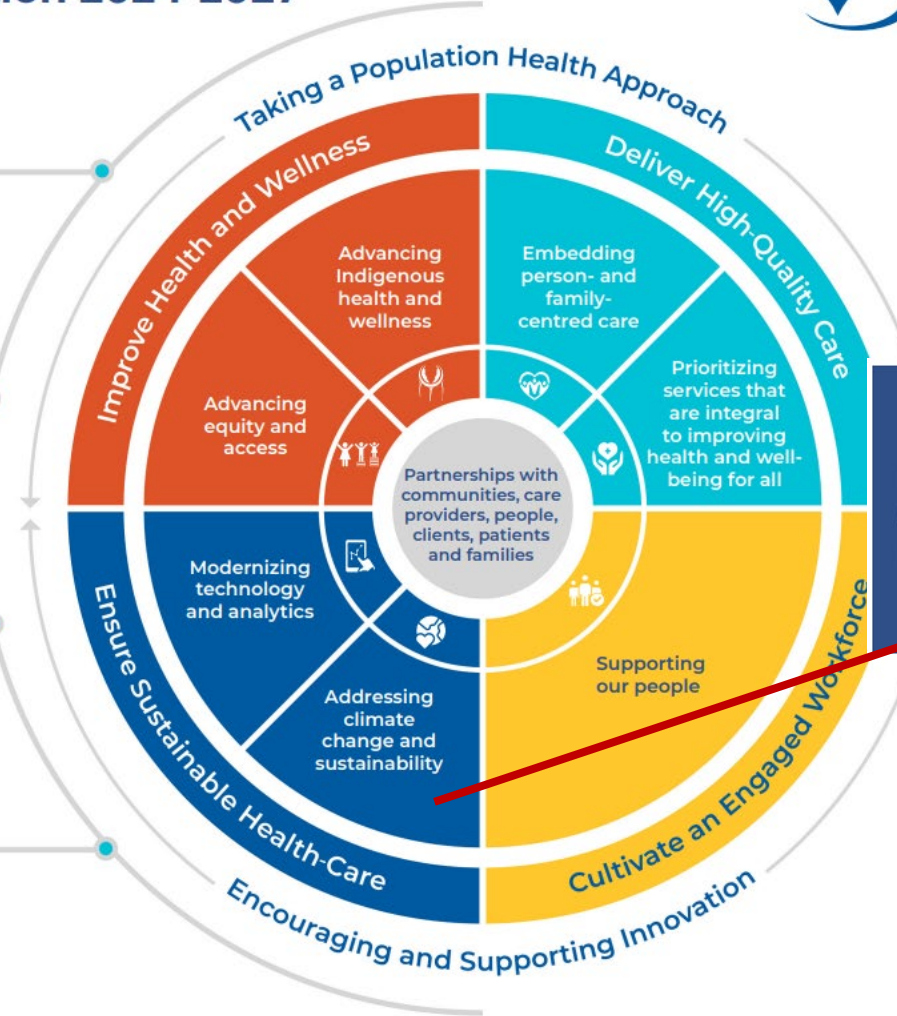 2024-2027
Taking a Population Health Approach
Improve Health and Wellness
Deliver High-Quality Care
Advancing
Indigenous
health and
wellness
Embedding
person- and
family-
centred care
Advancing
equity and
access
Prioritizing
services that
are integral
to improving
health and well-
being for all
Partnerships with
communities, care
providers, people,
clients, patients
and families
Modernizing
technology
and analytics
Addressing
climate
change and
sustainability
Supporting
our people
Ensure Sustainable Health-Care
Cultivate an Engaged Workforce
Encouraging and Supporting Innovation